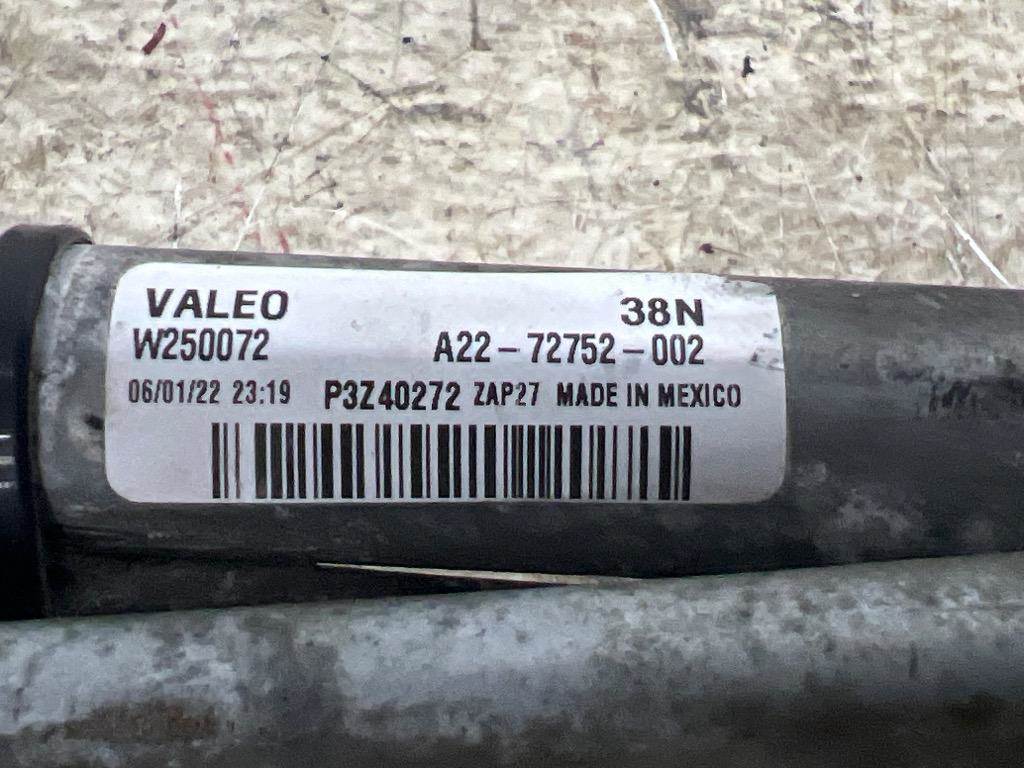 VALEO 38N
W250072 A22-72752-002
06/01/22 23:19 P3Z40272 ZAP27 MADE IN MEXICO